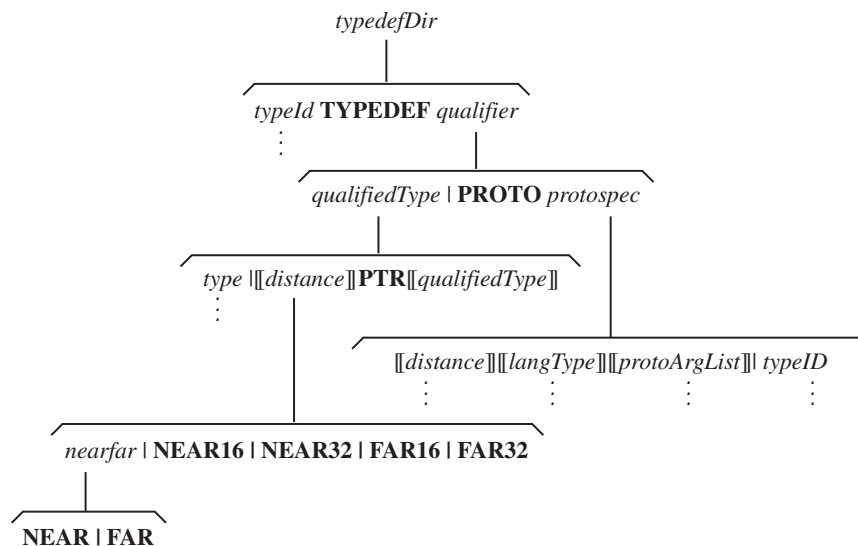 typedefDir
typeId TYPEDEF qualifier
qualifiedType | PROTO protospec
type |⟦distance⟧PTR⟦qualifiedType⟧
⟦distance⟧⟦langType⟧⟦protoArgList⟧| typeID
nearfar | NEAR16 | NEAR32 | FAR16 | FAR32
NEAR | FAR